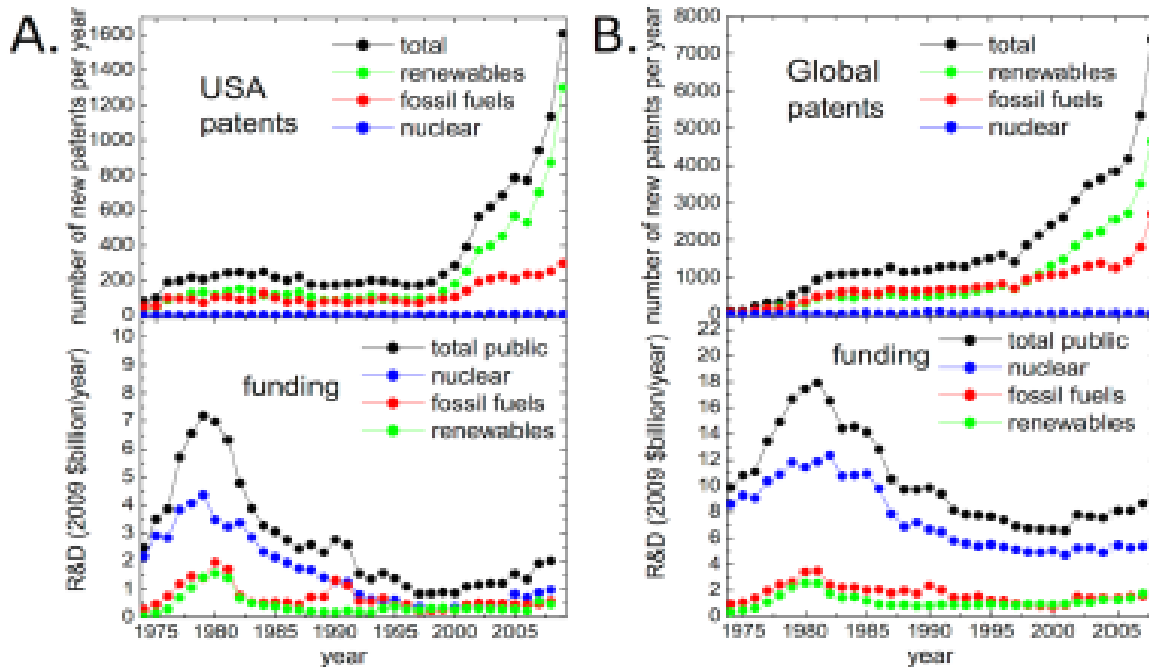 A.
number of new patents per year
1600
1400
1200
1000
800
600
400
200
0
USA
patents
total
renewables
fossil fuels
nuclear
R&D (2009 $billion/year)
10
9
8
7
6
5
4
3
2
1
0
funding
total public
nuclear
fossil fuels
renewables
1975 1980 1985 1990 1995 2000 2005
year
B.
number of new patents per year
8000
7000
6000
5000
4000
3000
2000
1000
0
Global
patents
total
renewables
fossil fuels
nuclear
R&D (2009 $billion/year)
22
20
18
16
14
12
10
8
6
4
2
0
funding
total public
nuclear
fossil fuels
renewables
1975 1980 1985 1990 1995 2000 2005
year